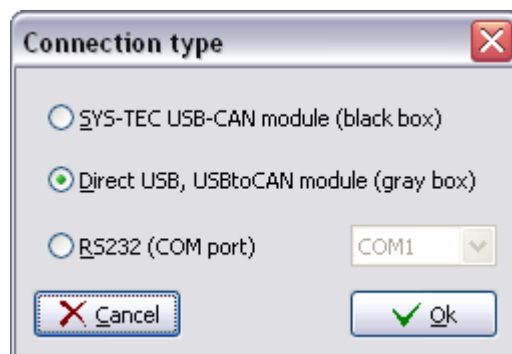 Connection type
SYS-TEC USB-CAN module (black box)
Direct USB, USBtoCAN module (gray box)
RS232 (COM port) COM1
Cancel Ok